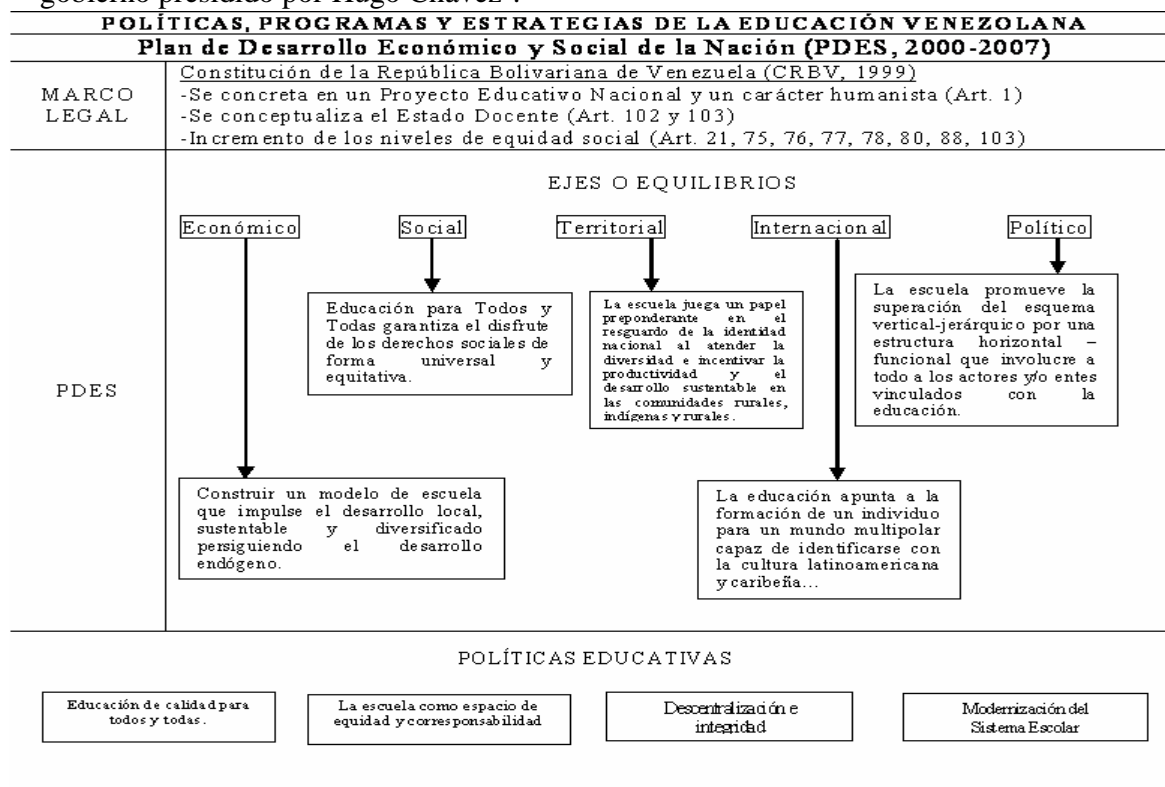 gobierno presidido por Hugo Chávez".
POLÍTICAS, PROGRAMAS Y ESTRATEGIAS DE LA EDUCACIÓN VENEZOLANA
Plan de Desarrollo Económico y Social de la Nación (PDES, 2000-2007)
MARCO
LEGAL
Constitución de la República Bolivariana de Venezuela (CRBV, 1999)
-Se concreta en un Proyecto Educativo Nacional y un carácter humanista (Art. 1)
-Se conceptualiza el Estado Docente (Art. 102 y 103)
-Incremento de los niveles de equidad social (Art. 21, 75, 76, 77, 78, 80, 88, 103)
PDES
EJES O EQUILIBRIOS
Económico
Social
Territorial
Internacional
Político
Educación para Todos y
Todas garantiza el disfrute
de los derechos sociales de
forma universal y
equitativa.
La escuela juega un papel
preponderante en el
resguardo de la identidad
nacional al atender la
diversidad e incentivar la
productividad y el
desarrollo sustentable en
las comunidades rurales,
indígenas y rurales.
La escuela promueve la
superación del esquema
vertical-jerárquico por una
estructura horizontal –
funcional que involucre a
todo a los actores y/o entes
vinculados con la
educación.
Construir un modelo de escuela
que impulse el desarrollo local,
sustentable y diversificado
persiguiendo el desarrollo
endógeno.
La educación apunta a la
formación de un individuo
para un mundo multipolar
capaz de identificarse con
la cultura latinoamericana
y caribeña...
POLÍTICAS EDUCATIVAS
Educación de calidad para
todos y todas.
La escuela como espacio de
equidad y corresponsabilidad
Descentralización e
integridad
Modernización del
Sistema Escolar